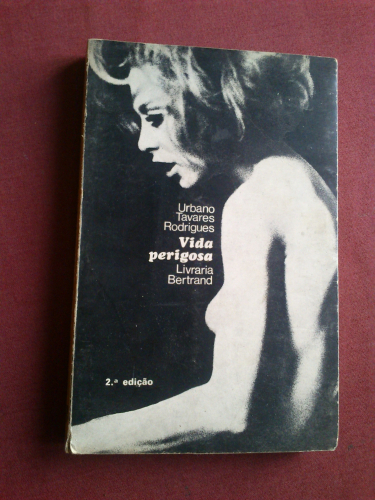 Urbano
Tavares
Rodrigues
Vida
perigosa
Livraria
Bertrand
2.ª edição